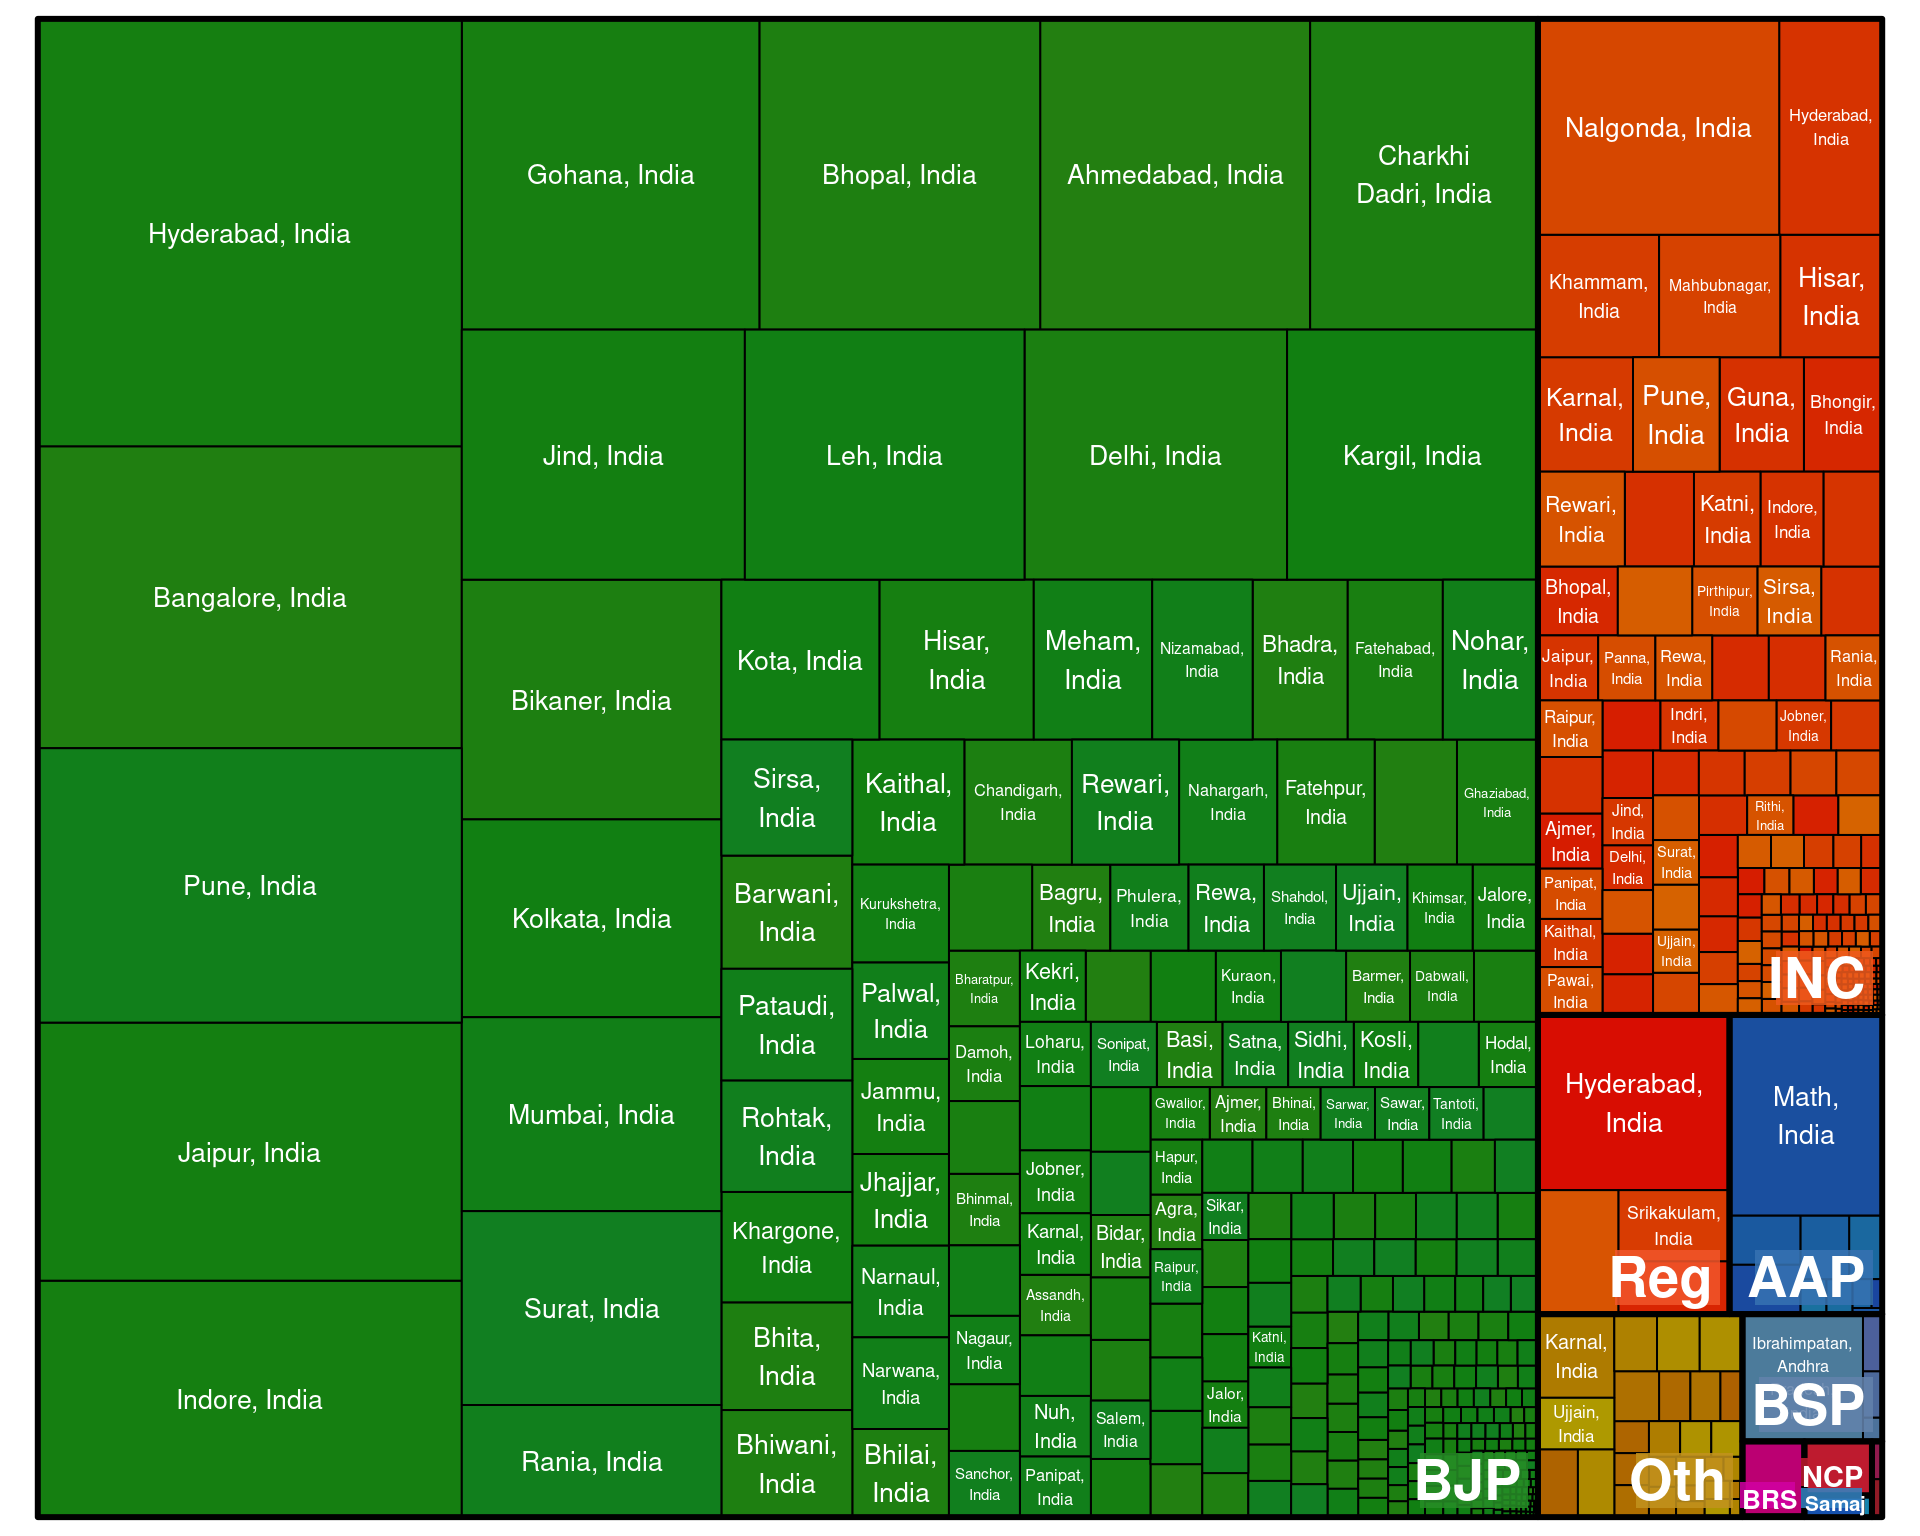 Hyderabad, India
Bangalore, India
Pune, India
Jaipur, India
Indore, India
Gohana, India
Bhopal, India
Ahmedabad, India
Charkhi
Dadri, India
Jind, India
Leh, India
Delhi, India
Kargil, India
Bikaner, India
Kolkata, India
Mumbai, India
Surat, India
Rania, India
Kota, India
Hisar,
India
Meham,
India
Nizamabad,
India
Bhadra,
India
Fatehabad,
India
Nohar,
India
Sirsa,
India
Barwani,
India
Pataudi,
India
Rohtak,
India
Khargone,
India
Bhita,
India
Bhiwani,
India
Kaithal,
India
Chandigarh,
India
Rewari,
India
Nahargarh,
India
Fatehpur,
India
Ghaziabad,
India
Kurukshetra,
India
Palwal,
India
Jammu,
India
Jhajjar,
India
Narnaul,
India
Narwana,
India
Bhilai,
India
Bagru,
India
Phulera,
India
Rewa,
India
Shahdol,
India
Ujjain,
India
Khimsar,
India
Jalore,
India
Bharatpur,
India
Damoh,
India
Bhinmal,
India
Nagaur,
India
Sanchor,
India
Kekri,
India
Kuraon,
India
Barmer,
India
Dabwali,
India
Loharu,
India
Sonipat,
India
Basi,
India
Satna,
India
Sidhi,
India
Kosli,
India
Hodal,
India
Jobner,
India
Karnal,
India
Assandh,
India
Nuh,
India
Panipat,
India
Bidar,
India
Salem,
India
Gwalior,
India
Ajmer,
India
Bhinai,
India
Sarwar,
India
Sawar,
India
Tantoti,
India
Hapur,
India
Agra,
India
Raipur,
India
Sikar,
India
Jalor,
India
Katni,
India
BJP
Nalgonda, India
Hyderabad,
India
Khammam,
India
Mahbubnagar,
India
Hisar,
India
Karnal,
India
Pune,
India
Guna,
India
Bhongir,
India
Rewari,
India
Katni,
India
Indore,
India
Bhopal,
India
Pirthipur,
India
Sirsa,
India
Jaipur,
India
Panna,
India
Rewa,
India
Rania,
India
Raipur,
India
Indri,
India
Jobner,
India
Ajmer,
India
Panipat,
India
Kaithal,
India
Pawai,
India
Jind,
India
Delhi,
India
Rithi,
India
Surat,
India
Ujjain,
India
INC
Hyderabad,
India
Srikakulam,
India
Reg
Math,
India
AAP
Karnal,
India
Ujjain,
India
Oth
Ibrahimpatan,
Andhra
BSP
BRS
NCP
Samaj